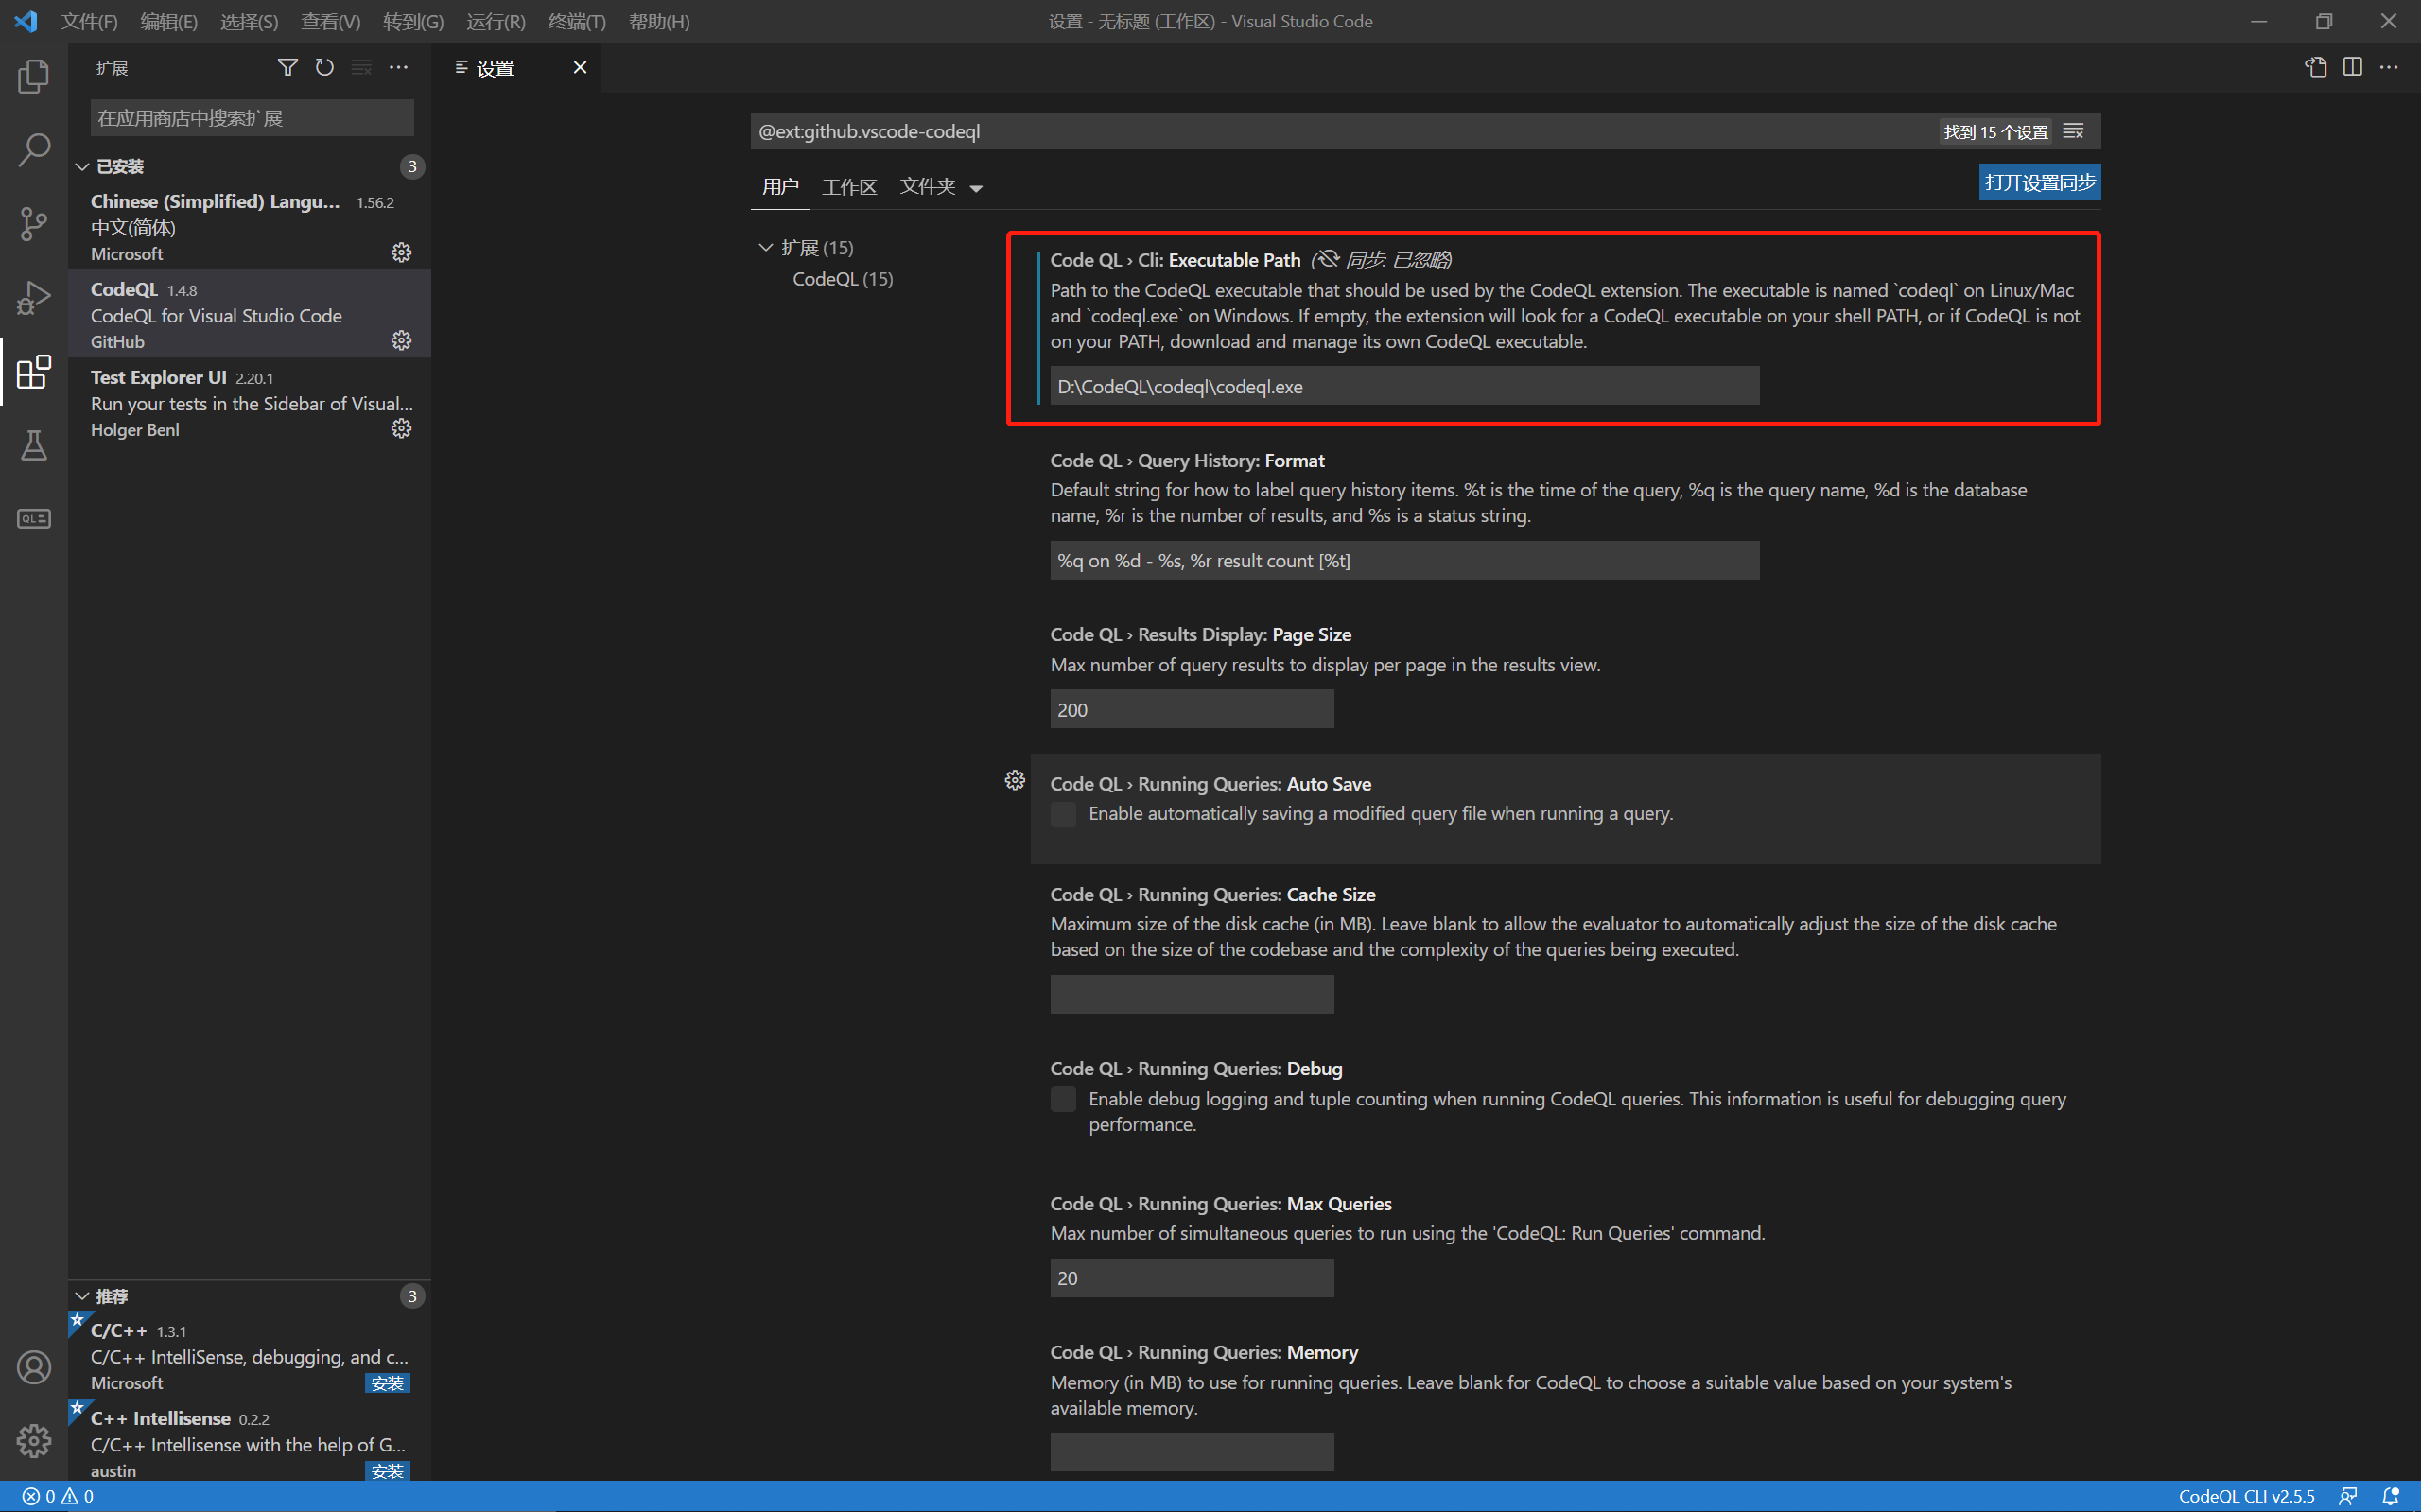 文件(F) 编辑(E) 选择(S) 查看(V) 转到(G) 运行(R) 终端(T) 帮助(H)
设置 - 无标题 (工作区) - Visual Studio Code
扩展
设置
在应用商店中搜索扩展
已安装
3
Chinese (Simplified) Langu... 1.56.2
中文(简体)
Microsoft
CodeQL 1.4.8
CodeQL for Visual Studio Code
GitHub
Test Explorer UI 2.20.1
Run your tests in the Sidebar of Visual...
Holger Benl
QL
推荐
3
C/C++ 1.3.1
C/C++ IntelliSense, debugging, and c...
Microsoft
安装
C++ Intellisense 0.2.2
C/C++ Intellisense with the help of G...
austin
安装
@ext:github.vscode-codeql
找到 15 个设置
用户 工作区 文件夹
打开设置同步
扩展 (15)
CodeQL (15)
Code QL › Cli: Executable Path ( 同步: 已忽略)
Path to the CodeQL executable that should be used by the CodeQL extension. The executable is named `codeql` on Linux/Mac
and `codeql.exe` on Windows. If empty, the extension will look for a CodeQL executable on your shell PATH, or if CodeQL is not
on your PATH, download and manage its own CodeQL executable.
D:\CodeQL\codeql\codeql.exe
Code QL › Query History: Format
Default string for how to label query history items. %t is the time of the query, %q is the query name, %d is the database
name, %r is the number of results, and %s is a status string.
%q on %d - %s, %r result count [%t]
Code QL › Results Display: Page Size
Max number of query results to display per page in the results view.
200
Code QL › Running Queries: Auto Save
Enable automatically saving a modified query file when running a query.
Code QL › Running Queries: Cache Size
Maximum size of the disk cache (in MB). Leave blank to allow the evaluator to automatically adjust the size of the disk cache
based on the size of the codebase and the complexity of the queries being executed.
Code QL › Running Queries: Debug
Enable debug logging and tuple counting when running CodeQL queries. This information is useful for debugging query
performance.
Code QL › Running Queries: Max Queries
Max number of simultaneous queries to run using the 'CodeQL: Run Queries' command.
20
Code QL › Running Queries: Memory
Memory (in MB) to use for running queries. Leave blank for CodeQL to choose a suitable value based on your system's
available memory.
0 0
CodeQL CLI v2.5.5